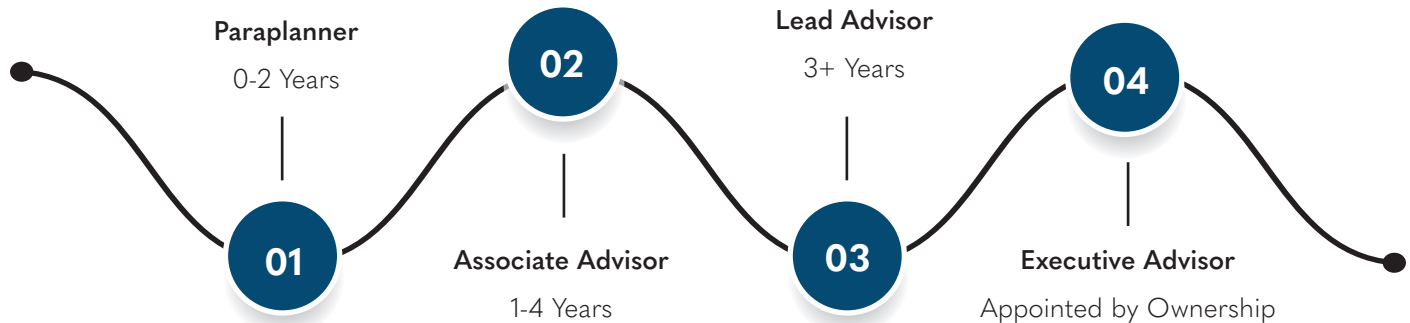 Paraplanner
0-2 Years
01
02
Associate Advisor
1-4 Years
Lead Advisor
3+ Years
03
04
Executive Advisor
Appointed by Ownership